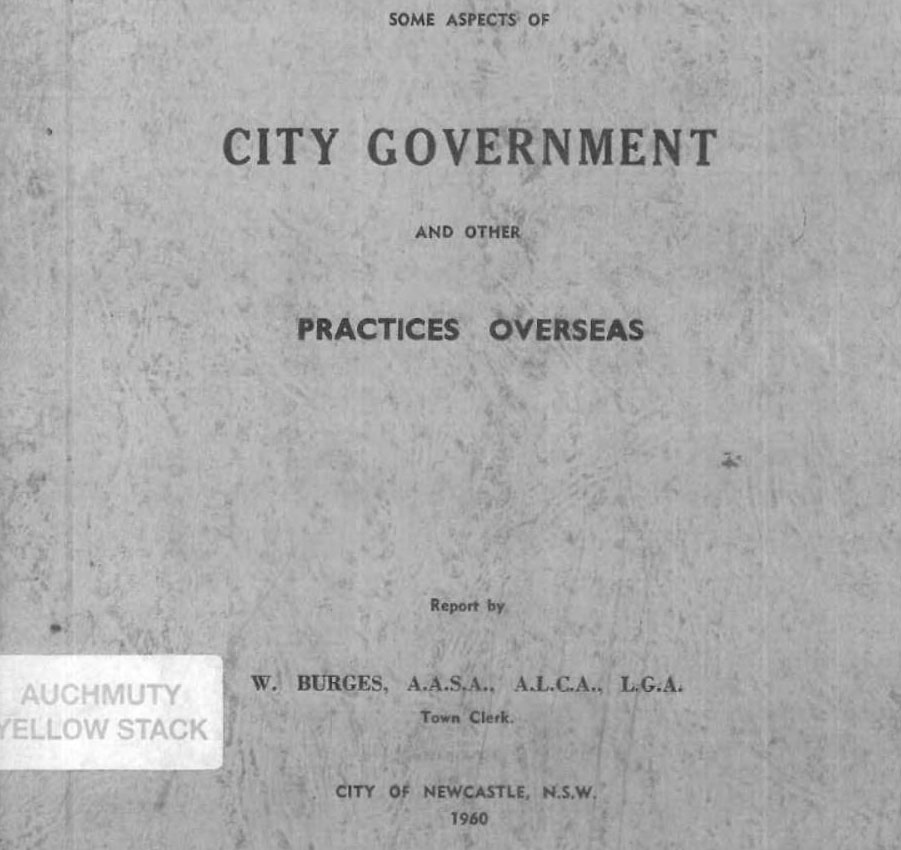 SOME ASPECTS OF
CITY GOVERNMENT
AND OTHER
PRACTICES OVERSEAS
Report by
W. BURGES, A.A.S.A., A.L.C.A., L.G.A.
Town Clerk.
AUCHMUTY
YELLOW STACK
CITY OF NEWCASTLE, N.S.W.
1960